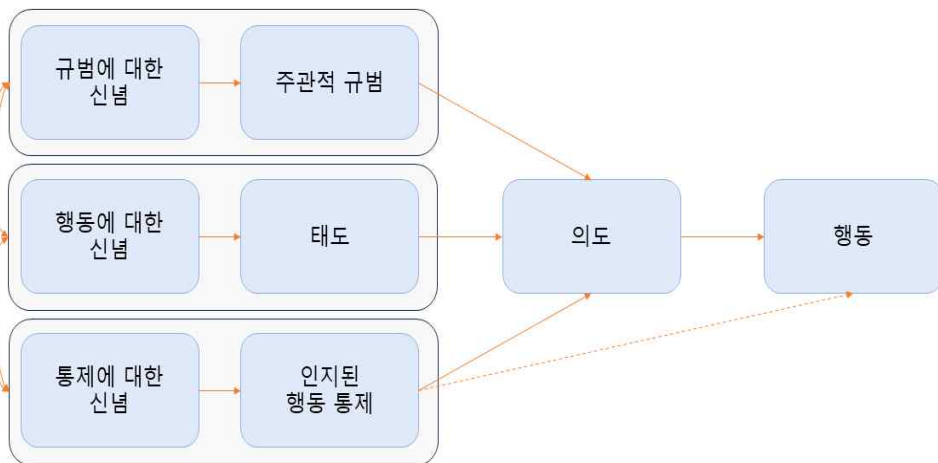 규범에 대한
신념
주관적 규범
행동에 대한
신념
태도
의도
행동
통제에 대한
신념
인지된
행동 통제